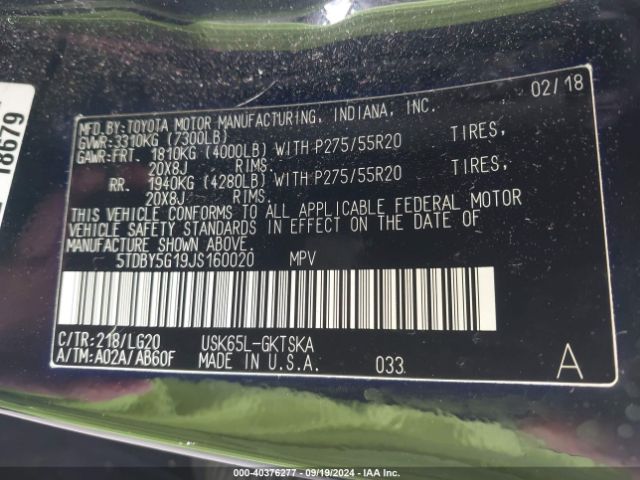 18679
MFD.BY:TOYOTA MOTOR MANUFACTURING, INDIANA, INC. 02/18
GVWR:3310KG (7300LB)
GAWR:FRT. 1810KG (4000LB) WITH P275/55R20 TIRES,
20X8J RIMS.
RR. 1940KG (4280LB) WITH P275/55R20 TIRES,
20X8J RIMS.
THIS VEHICLE CONFORMS TO ALL APPLICABLE FEDERAL MOTOR
VEHICLE SAFETY STANDARDS IN EFFECT ON THE DATE OF
MANUFACTURE SHOWN ABOVE.
5TDBY5G19JS160020 MPV
C/TR:218/LG20 USK65L-GKTSKA
A/TM:A02A/AB60F MADE IN U.S.A. 033 A
000-40376277 - 09/19/2024 - IAA Inc.